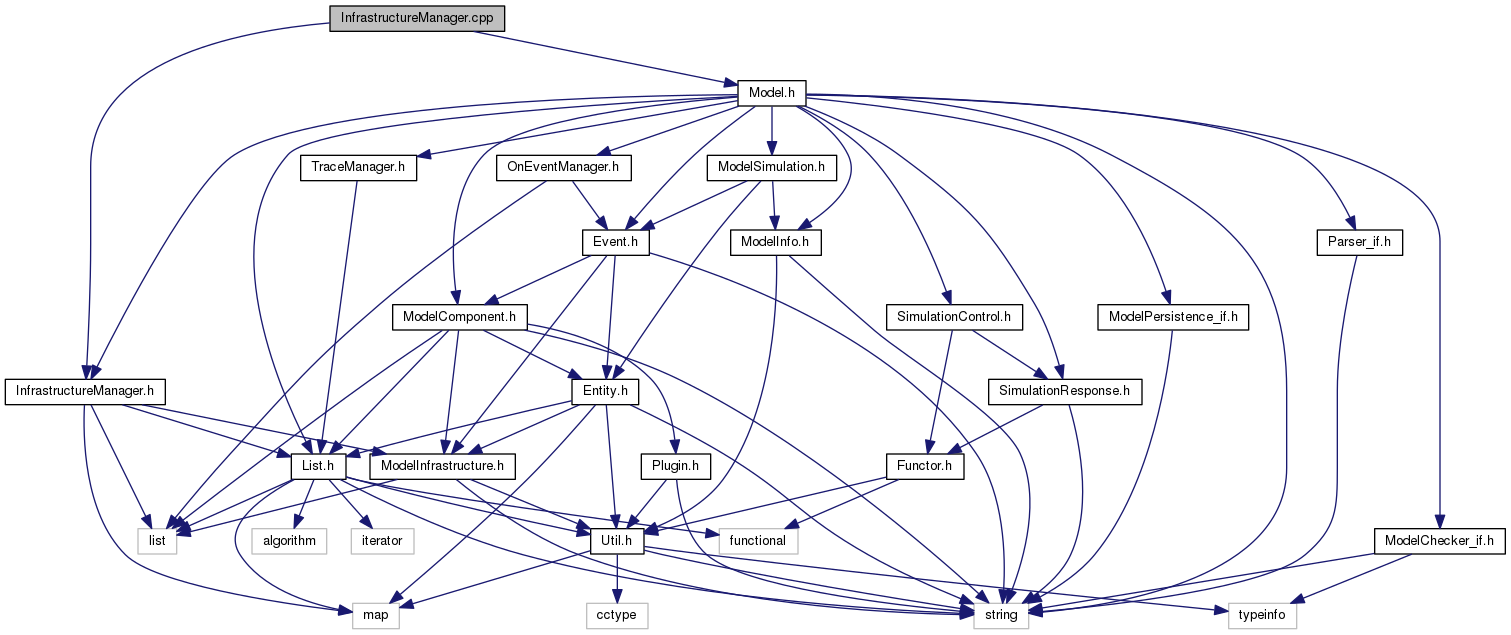 InfrastructureManager.cpp
Model.h
TraceManager.h
OnEventManager.h
ModelSimulation.h
Event.h
ModelInfo.h
Parser_if.h
ModelComponent.h
SimulationControl.h
ModelPersistence_if.h
InfrastructureManager.h
Entity.h
SimulationResponse.h
List.h
ModelInfrastructure.h
Plugin.h
Functor.h
list
algorithm
iterator
Util.h
functional
ModelChecker_if.h
map
cctype
string
typeinfo